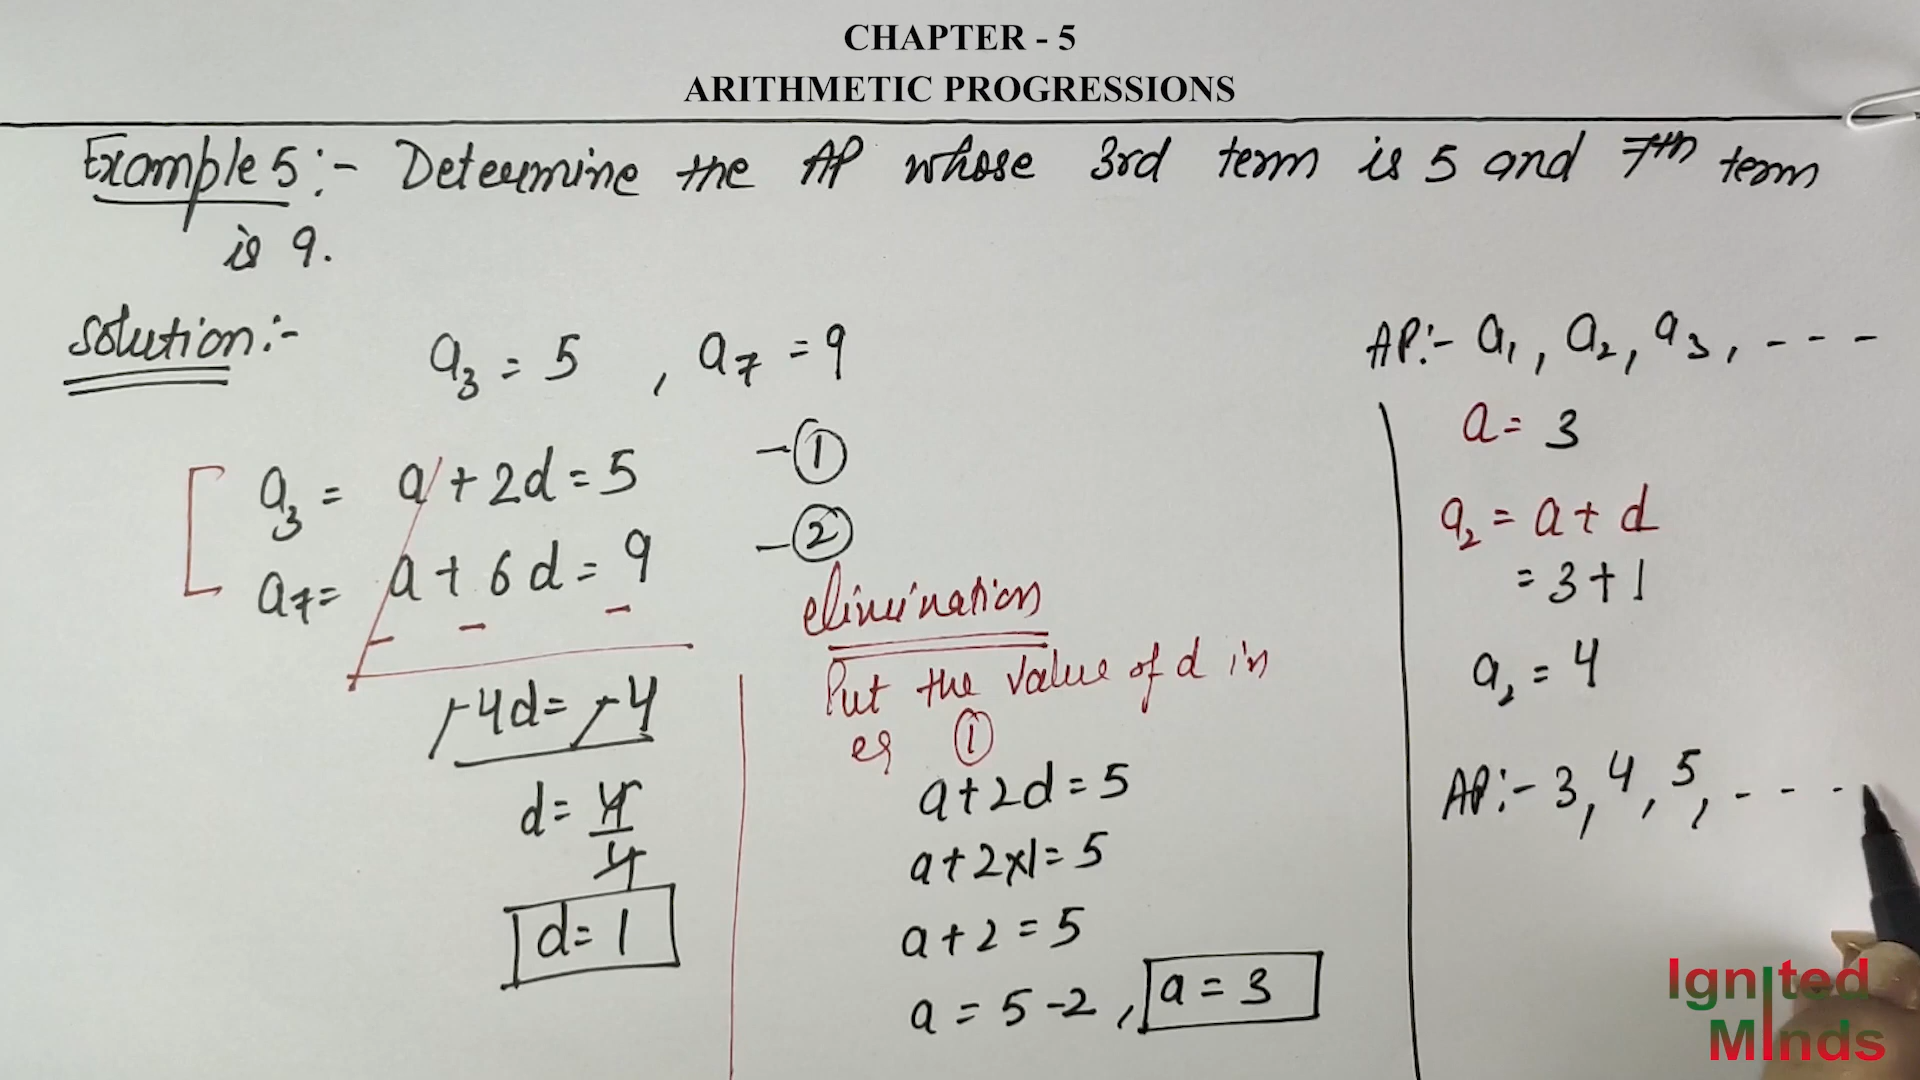 CHAPTER - 5
ARITHMETIC PROGRESSIONS
Example 5:- Determine the AP whose 3rd term is 5 and 7th term
is 9.
Solution:-
a₃ = 5 , a₇ = 9
a₃ = a + 2d = 5 - ①
a₇ = a + 6d = 9 - ②
- - -
-4d = -4
d = 4/4
d = 1
elimination
Put the value of d in
eq ①
a + 2d = 5
a + 2×1 = 5
a + 2 = 5
a = 5 - 2 , a = 3
AP:- a₁, a₂, a₃, - - -
a = 3
a₂ = a + d
= 3 + 1
a₂ = 4
AP:- 3, 4, 5, - - - -
Ignited
Minds